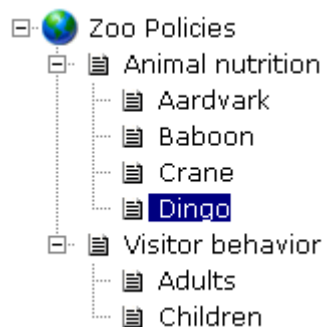 Zoo Policies
Animal nutrition
Aardvark
Baboon
Crane
Dingo
Visitor behavior
Adults
Children